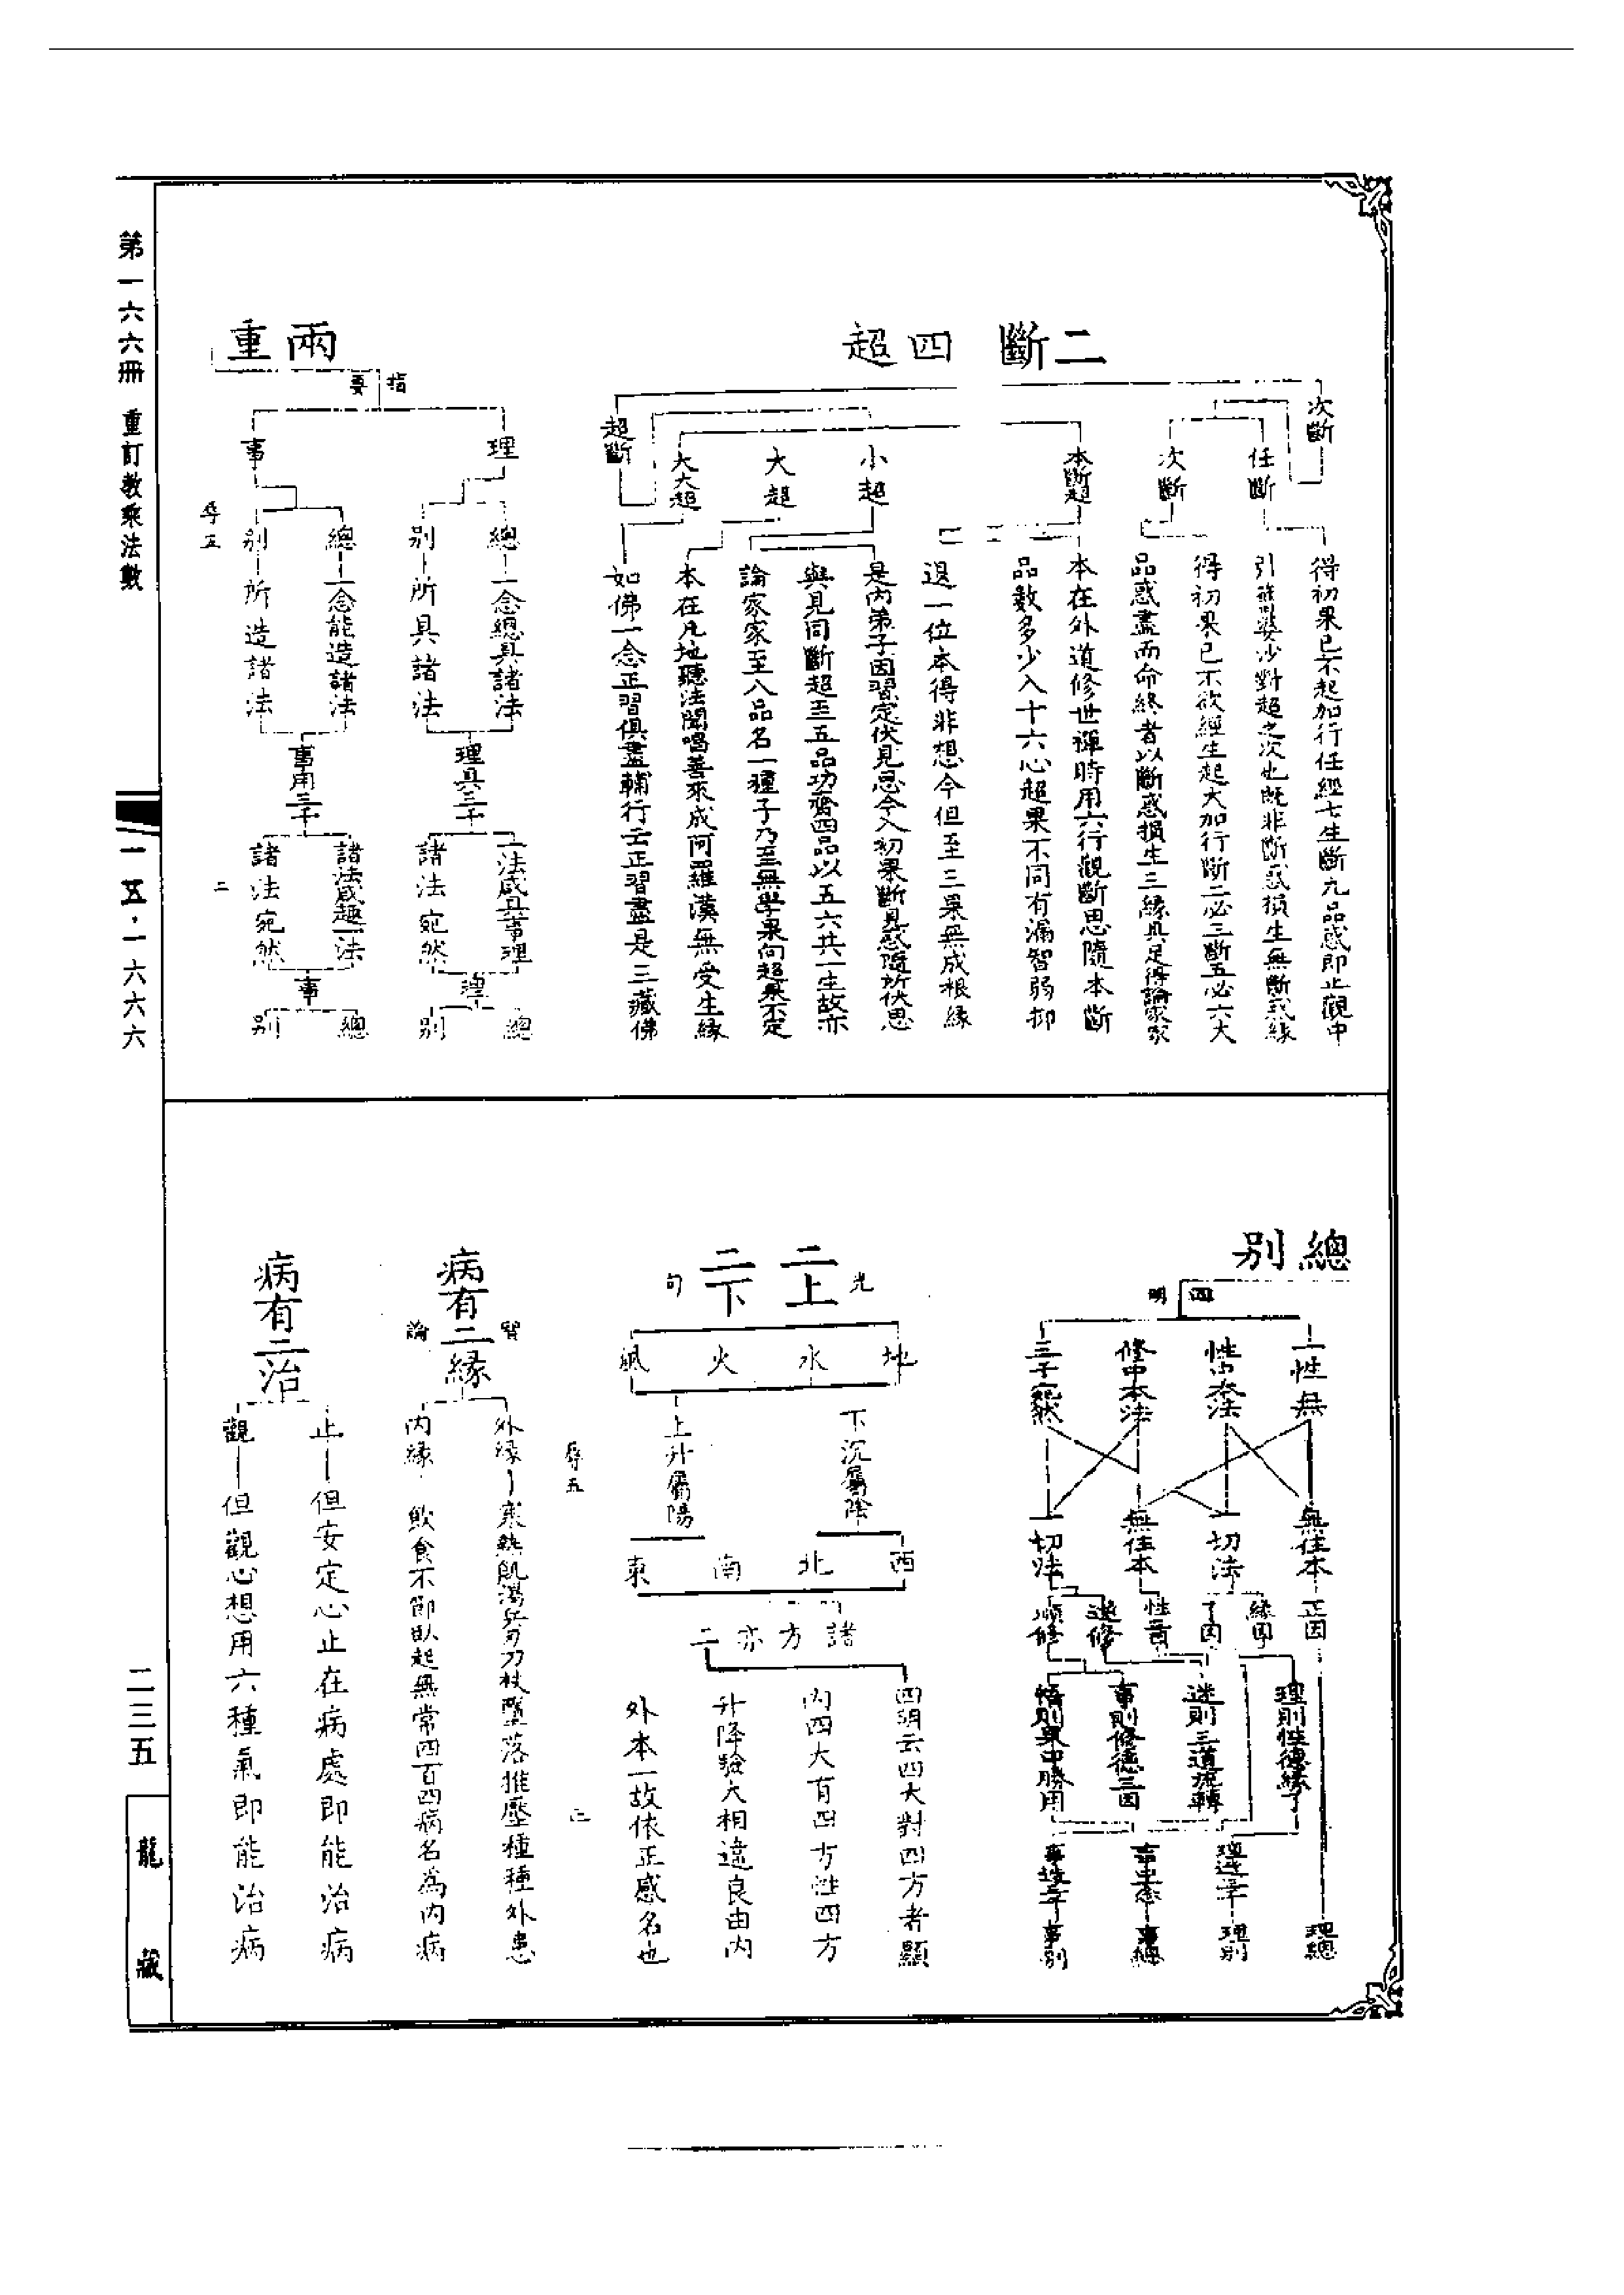 二斷四超
次斷
任斷
次斷
得初果已不起加行任經七生斷九品惑即止觀中
引婆沙對超之次也既非斷惑損生無斷惑緣
得初果已不欲經生起大加行斷二必三斷五必六大
品惑盡而命終者以斷惑損生三緣具足得論家家
超斷
本斷超
小超
大超
大大超
本在外道修世禪時用六行觀斷思隨本斷
品數多少入十六心超果不同有漏智弱抑
退一位本得非想今但至三果無成根緣
是內弟子因習定伏見思今入初果斷見惑隨所伏思
與見同斷超至五品功齊四品以五六共一生故亦
論家家至八品名一種子乃至無學果向超果不定
本在凡地聽法聞唱善來成阿羅漢無受生緣
如佛一念正習俱盡輔行云正習盡是三藏佛
兩重
指要
理
總
一念總具諸法
別
所具諸法
理具三千
一法咸具事理
諸法宛然
理
總
別
事
總
一念能造諸法
別
所造諸法
事用三千
諸法咸趣一法
諸法宛然
事
總
別
辱五
二
總別
四明
一性無
性中本法
修中本法
三千宛然
無住本
一切法
無住本
一切法
正因
緣因
了因
性惡
逆修
順修
理則性德緣了
迷則三道流轉
事則修德三因
悟則果中勝用
理總
理別
事總
事別
二上二下
光句
地
水
火
風
下沉屬陰
上升屬陽
西
北
南
東
諸方亦二
四明云四大對四方者顯
內四大有四方性四方
升降驗大相違良由內
外本一故依正感名也
辱五
三
病有二緣
賢論
外緣
寒熱飢渴兵刃刀杖墮落推壓種種外患
內緣
飲食不節臥起無常四百四病名為內病
病有二治
止
但安定心止在病處即能治病
觀
但觀心想用六種氣即能治病
第一六六冊 重訂教乘法數
一五·一六六六
二三五
龍藏